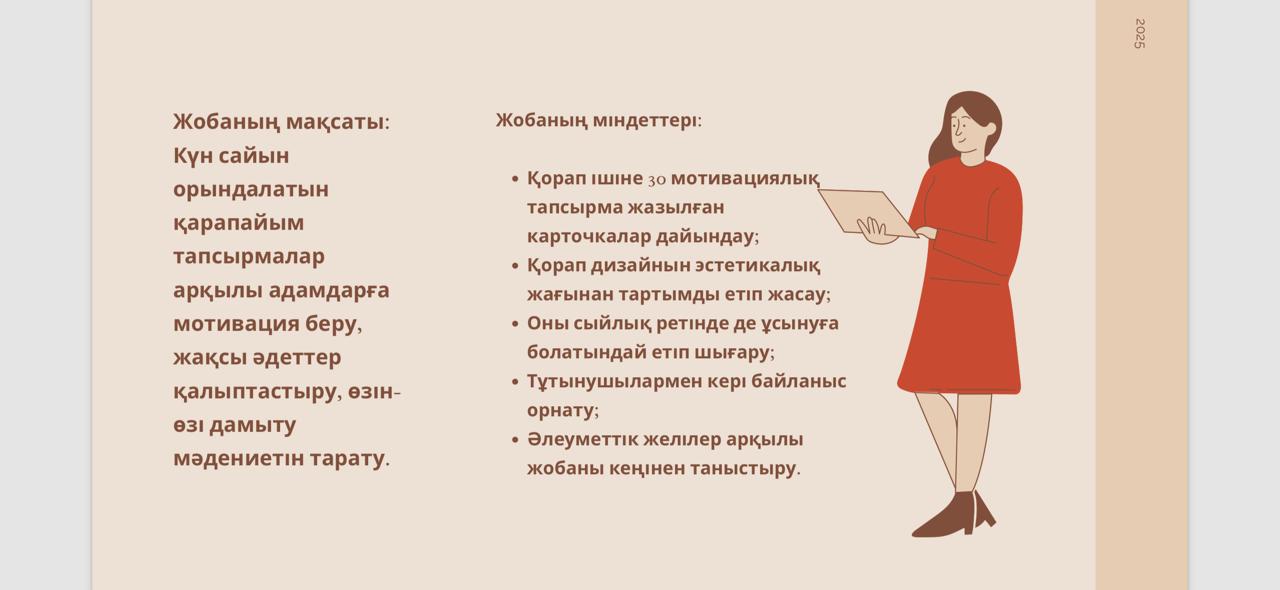 2025
Жобаның мақсаты:
Күн сайын
орындалатын
қарапайым
тапсырмалар
арқылы адамдарға
мотивация беру,
жақсы әдеттер
қалыптастыру, өзін-
өзі дамыту
мәдениетін тарату.
Жобаның міндеттері:
• Қорап ішіне 30 мотивациялық
тапсырма жазылған
карточкалар дайындау;
• Қорап дизайнын эстетикалық
жағынан тартымды етіп жасау;
• Оны сыйлық ретінде де ұсынуға
болатындай етіп шығару;
• Тұтынушылармен кері байланыс
орнату;
• Әлеуметтік желілер арқылы
жобаны кеңінен таныстыру.